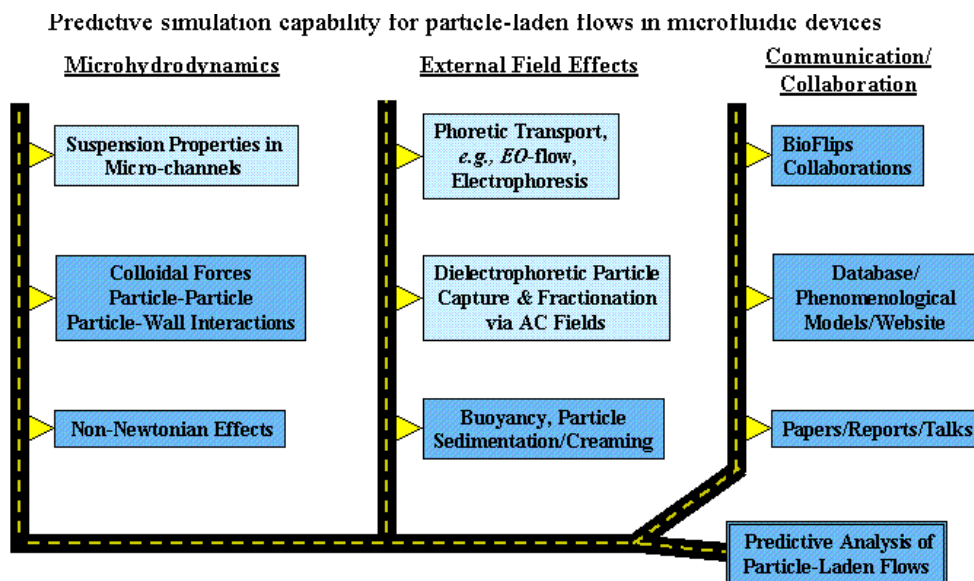 Predictive simulation capability for particle-laden flows in microfluidic devices
Microhydrodynamics
Suspension Properties in
Micro-channels
Colloidal Forces
Particle-Particle
Particle-Wall Interactions
Non-Newtonian Effects
External Field Effects
Phoretic Transport,
e.g., EO-flow,
Electrophoresis
Dielectrophoretic Particle
Capture & Fractionation
via AC Fields
Buoyancy, Particle
Sedimentation/Creaming
Communication/
Collaboration
BioFlips
Collaborations
Database/
Phenomenological
Models/Website
Papers/Reports/Talks
Predictive Analysis of
Particle-Laden Flows